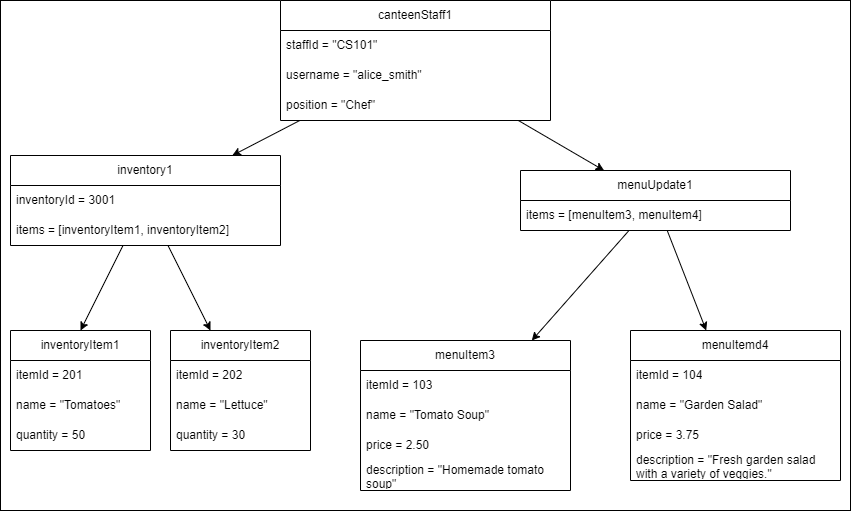 canteenStaff1
staffId = "CS101"
username = "alice_smith"
position = "Chef"
inventory1
inventoryId = 3001
items = [inventoryItem1, inventoryItem2]
menuUpdate1
items = [menuItem3, menuItem4]
inventoryItem1
itemId = 201
name = "Tomatoes"
quantity = 50
inventoryItem2
itemId = 202
name = "Lettuce"
quantity = 30
menuItem3
itemId = 103
name = "Tomato Soup"
price = 2.50
description = "Homemade tomato
soup"
menuItemd4
itemId = 104
name = "Garden Salad"
price = 3.75
description = "Fresh garden salad
with a variety of veggies."